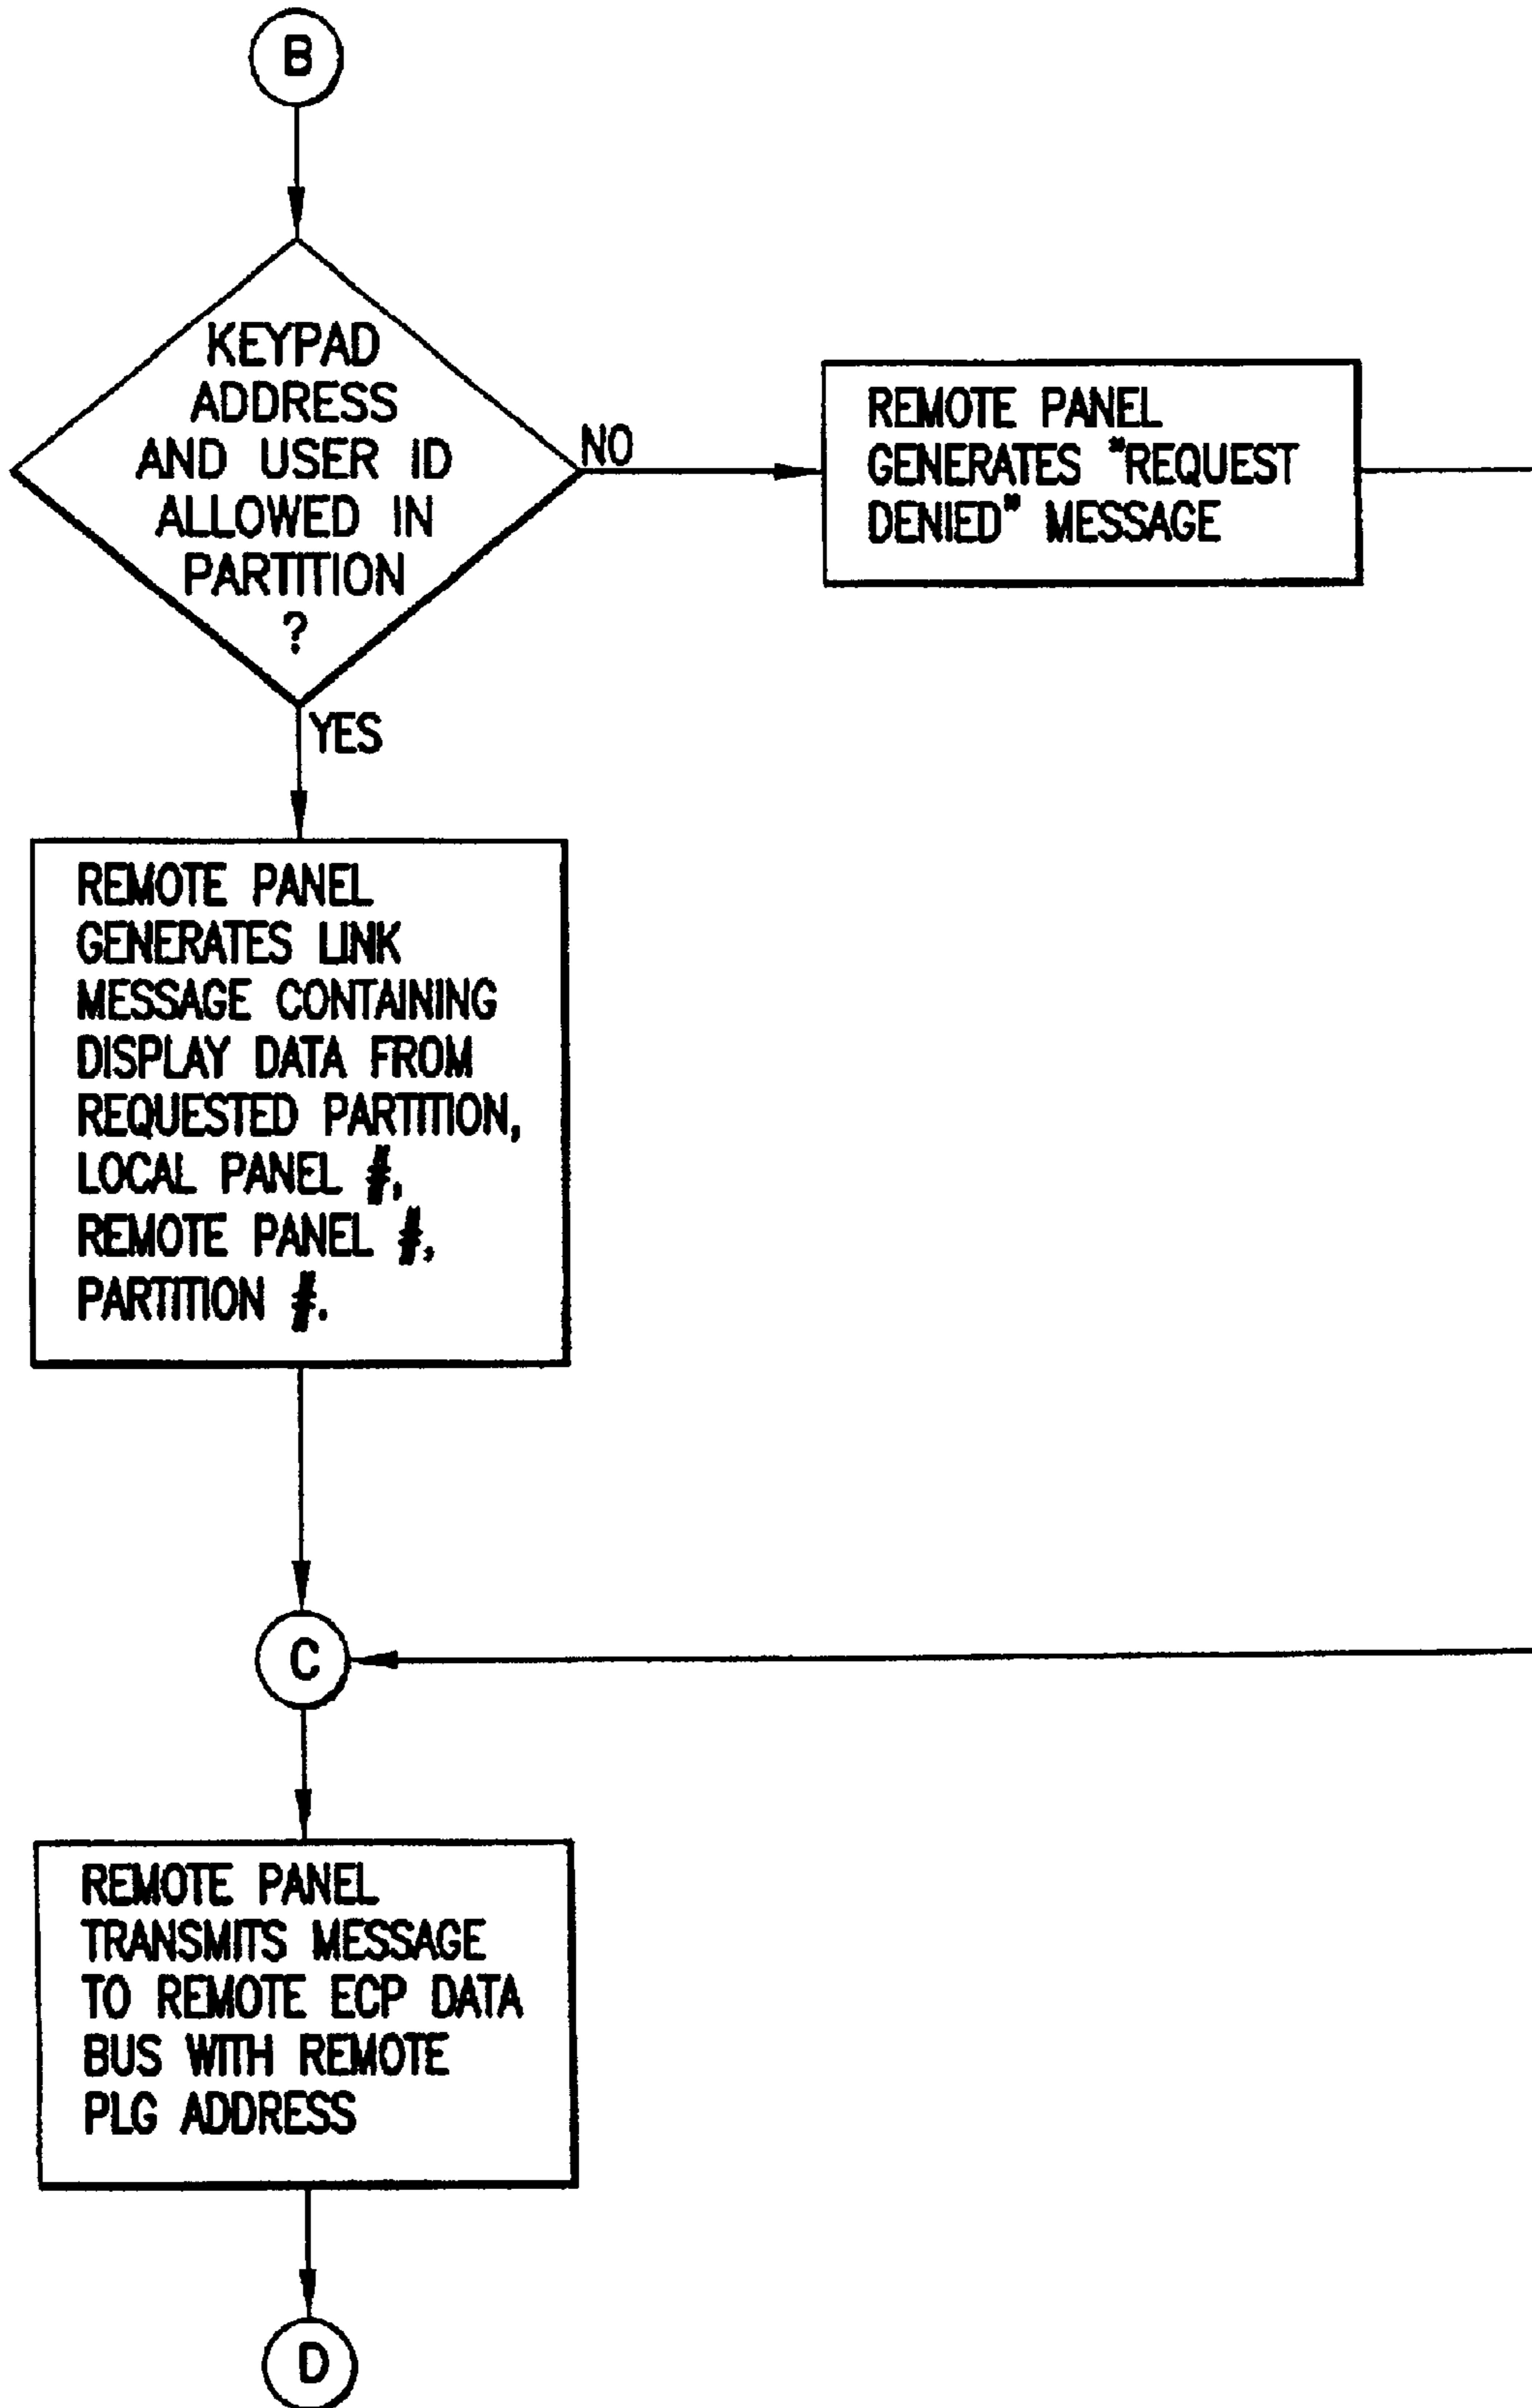 B
KEYPAD
ADDRESS
AND USER ID
ALLOWED IN
PARTITION
?
NO
REMOTE PANEL
GENERATES "REQUEST
DENIED" MESSAGE
YES
REMOTE PANEL
GENERATES LINK
MESSAGE CONTAINING
DISPLAY DATA FROM
REQUESTED PARTITION,
LOCAL PANEL #,
REMOTE PANEL #,
PARTITION #.
C
REMOTE PANEL
TRANSMITS MESSAGE
TO REMOTE ECP DATA
BUS WITH REMOTE
PLG ADDRESS
D